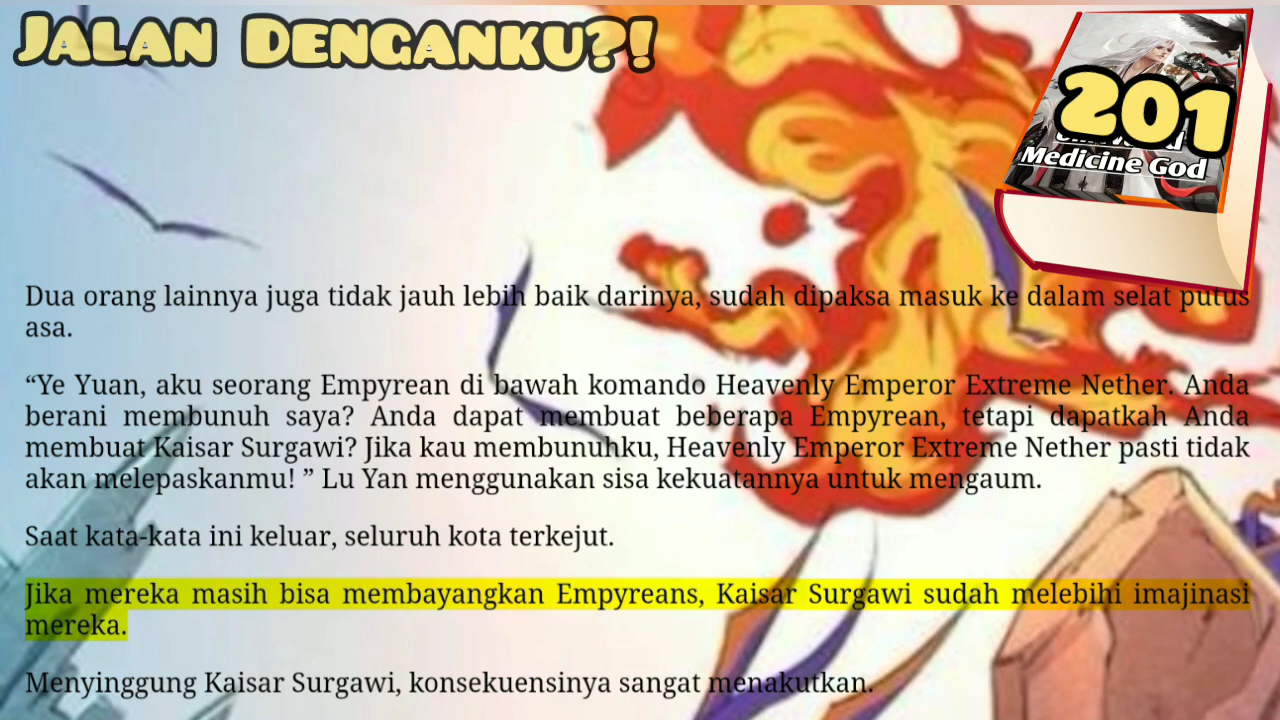 JALAN DENGANKU?!
201
Medicine God
Dua orang lainnya juga tidak jauh lebih baik darinya, sudah dipaksa masuk ke dalam selat putus
asa.
“Ye Yuan, aku seorang Empyrean di bawah komando Heavenly Emperor Extreme Nether. Anda
berani membunuh saya? Anda dapat membuat beberapa Empyrean, tetapi dapatkah Anda
membuat Kaisar Surgawi? Jika kau membunuhku, Heavenly Emperor Extreme Nether pasti tidak
akan melepaskanmu! ” Lu Yan menggunakan sisa kekuatannya untuk mengaum.
Saat kata-kata ini keluar, seluruh kota terkejut.
Jika mereka masih bisa membayangkan Empyreans, Kaisar Surgawi sudah melebihi imajinasi
mereka.
Menyinggung Kaisar Surgawi, konsekuensinya sangat menakutkan.